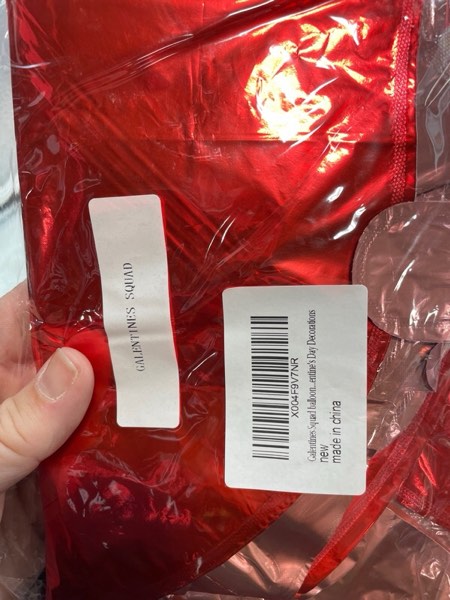 GALENTINES SQUAD
X004F9V7NR
Galentines Squad balloon...entine's Day Decorations
new
made in china